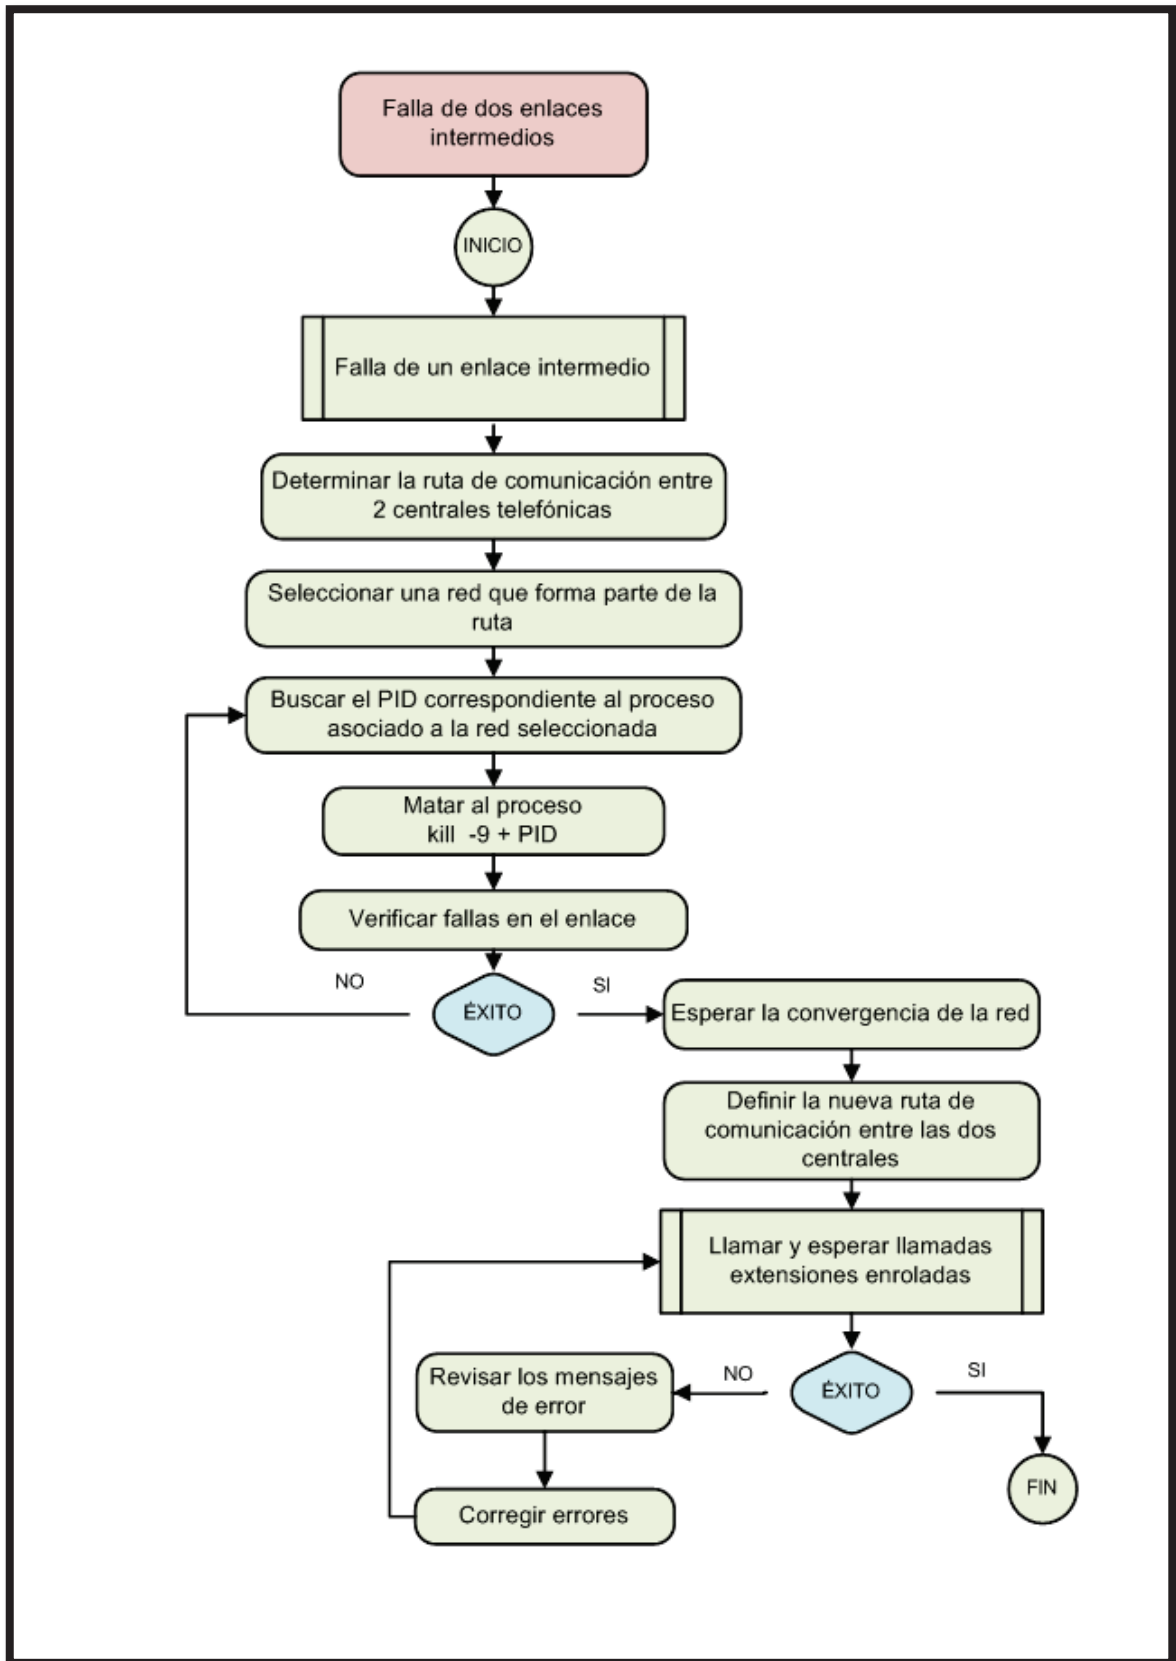 Falla de dos enlaces
intermedios
INICIO
Falla de un enlace intermedio
Determinar la ruta de comunicación entre
2 centrales telefónicas
Seleccionar una red que forma parte de la
ruta
Buscar el PID correspondiente al proceso
asociado a la red seleccionada
Matar al proceso
kill -9 + PID
Verificar fallas en el enlace
NO
ÉXITO
SI
Esperar la convergencia de la red
Definir la nueva ruta de
comunicación entre las dos
centrales
Llamar y esperar llamadas
extensiones enroladas
Revisar los mensajes
de error
NO
ÉXITO
SI
FIN
Corregir errores